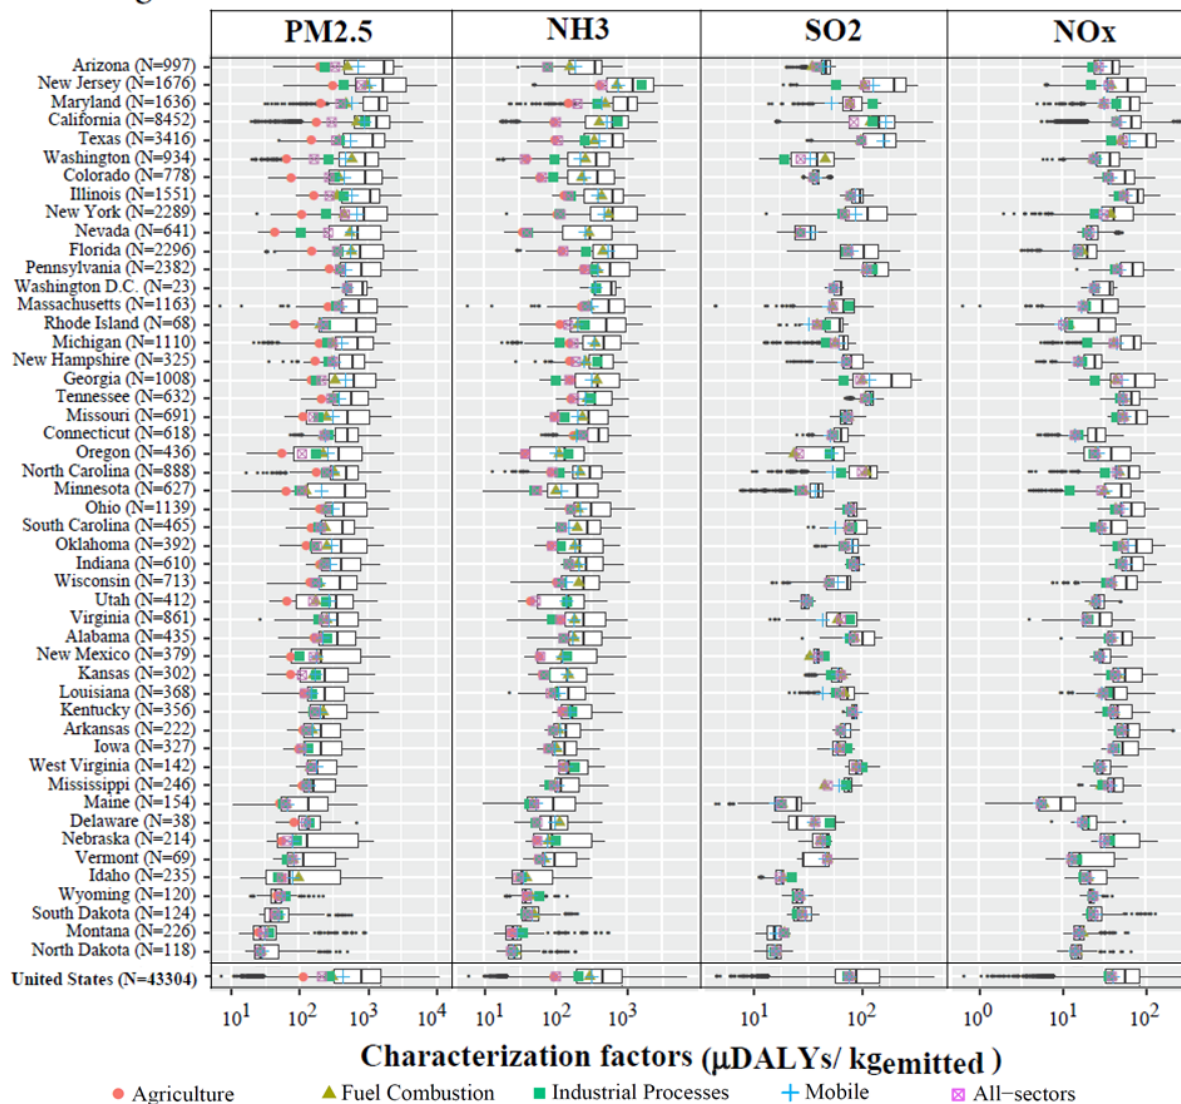 PM2.5 NH3 SO2 NOx
Arizona (N=997)
New Jersey (N=1676)
Maryland (N=1636)
California (N=8452)
Texas (N=3416)
Washington (N=934)
Colorado (N=778)
Illinois (N=1551)
New York (N=2289)
Nevada (N=641)
Florida (N=2296)
Pennsylvania (N=2382)
Washington D.C. (N=23)
Massachusetts (N=1163)
Rhode Island (N=68)
Michigan (N=1110)
New Hampshire (N=325)
Georgia (N=1008)
Tennessee (N=632)
Missouri (N=691)
Connecticut (N=618)
Oregon (N=436)
North Carolina (N=888)
Minnesota (N=627)
Ohio (N=1139)
South Carolina (N=465)
Oklahoma (N=392)
Indiana (N=610)
Wisconsin (N=713)
Utah (N=412)
Virginia (N=861)
Alabama (N=435)
New Mexico (N=379)
Kansas (N=302)
Louisiana (N=368)
Kentucky (N=356)
Arkansas (N=222)
Iowa (N=327)
West Virginia (N=142)
Mississippi (N=246)
Maine (N=154)
Delaware (N=38)
Nebraska (N=214)
Vermont (N=69)
Idaho (N=235)
Wyoming (N=120)
South Dakota (N=124)
Montana (N=226)
North Dakota (N=118)
United States (N=43304)
10¹ 10² 10³ 10⁴ 10¹ 10² 10³ 10¹ 10² 10⁰ 10¹ 10²
Characterization factors (μDALYs/ kgemitted )
Agriculture Fuel Combustion Industrial Processes Mobile All−sectors